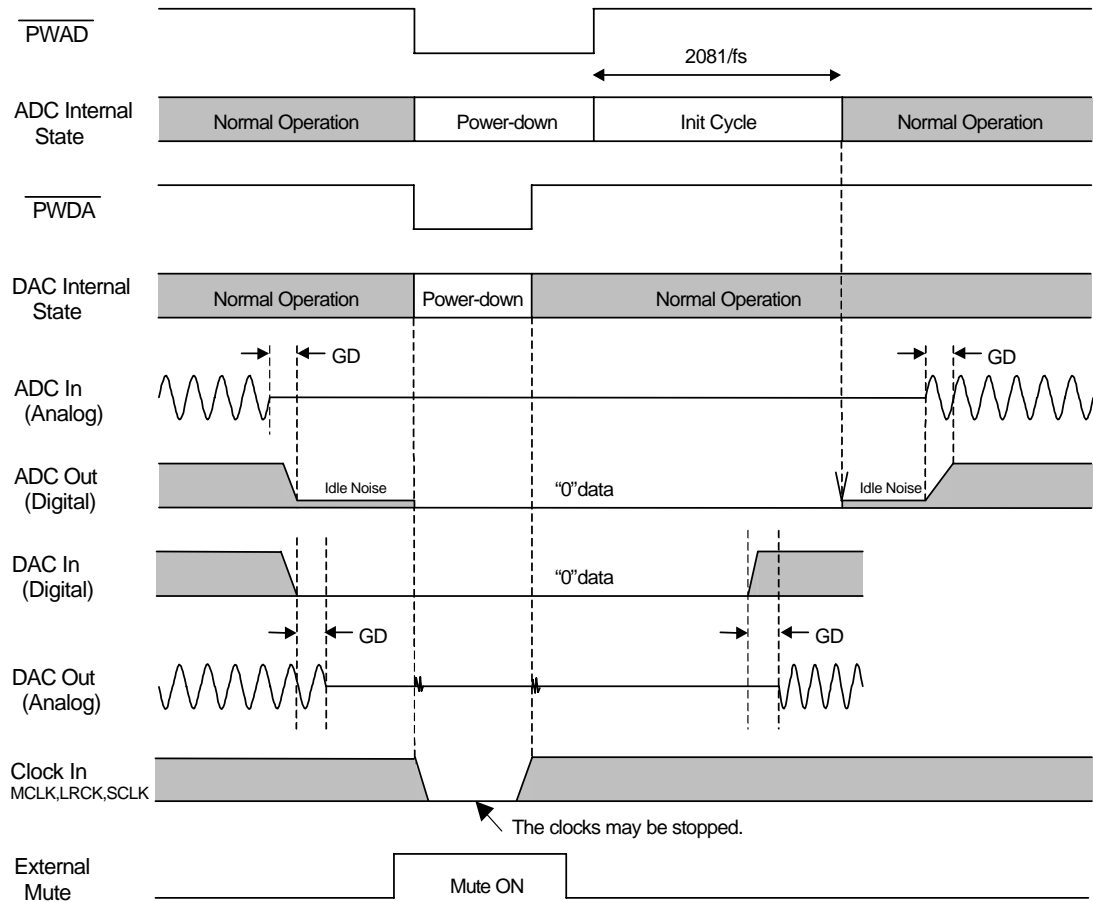 PWAD
2081/fs
ADC Internal
State
Normal Operation
Power-down
Init Cycle
Normal Operation
PWDA
DAC Internal
State
Normal Operation
Power-down
Normal Operation
GD
GD
ADC In
(Analog)
ADC Out
(Digital)
Idle Noise
“0”data
Idle Noise
DAC In
(Digital)
“0”data
GD
GD
DAC Out
(Analog)
Clock In
MCLK,LRCK,SCLK
The clocks may be stopped.
External
Mute
Mute ON